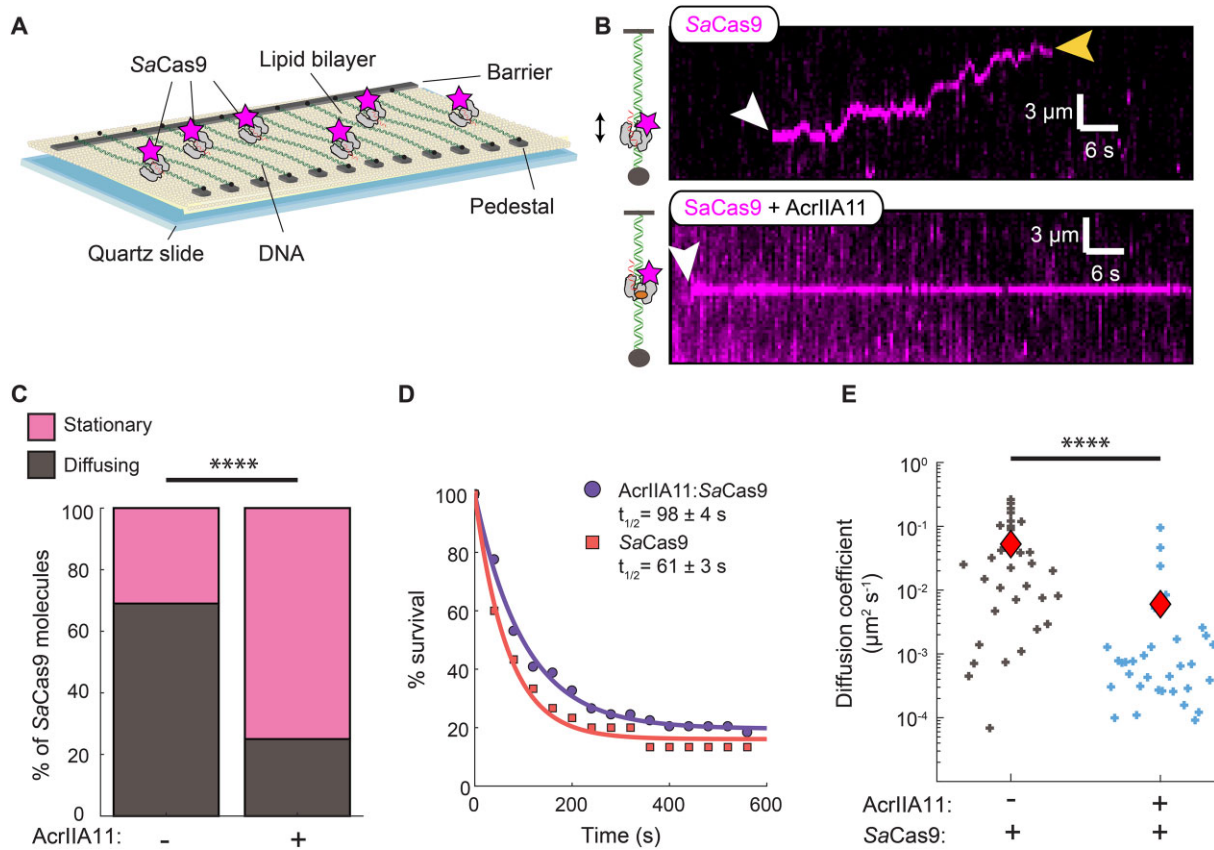 A
SaCas9
Lipid bilayer
Barrier
Pedestal
Quartz slide
DNA
B
SaCas9
3 µm
6 s
SaCas9 + AcrIIA11
3 µm
6 s
C
Stationary
Diffusing
****
% of SaCas9 molecules
100
80
60
40
20
0
AcrIIA11: - +
D
AcrIIA11:SaCas9
t1/2= 98 ± 4 s
SaCas9
t1/2= 61 ± 3 s
% survival
100
80
60
40
20
0 200 400 600
Time (s)
E
****
Diffusion coefficient
(µm² s⁻¹)
10⁰
10⁻¹
10⁻²
10⁻³
10⁻⁴
AcrIIA11: - +
SaCas9: + +